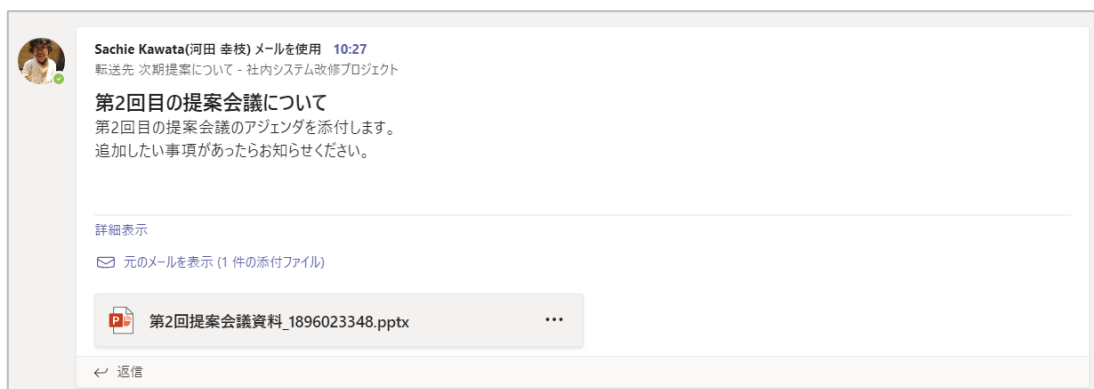 Sachie Kawata(河田 幸枝) メールを使用 10:27
転送先 次期提案について - 社内システム改修プロジェクト
第2回目の提案会議について
第2回目の提案会議のアジェンダを添付します。
追加したい事項があったらお知らせください。
詳細表示
元のメールを表示 (1 件の添付ファイル)
第2回提案会議資料_1896023348.pptx
返信